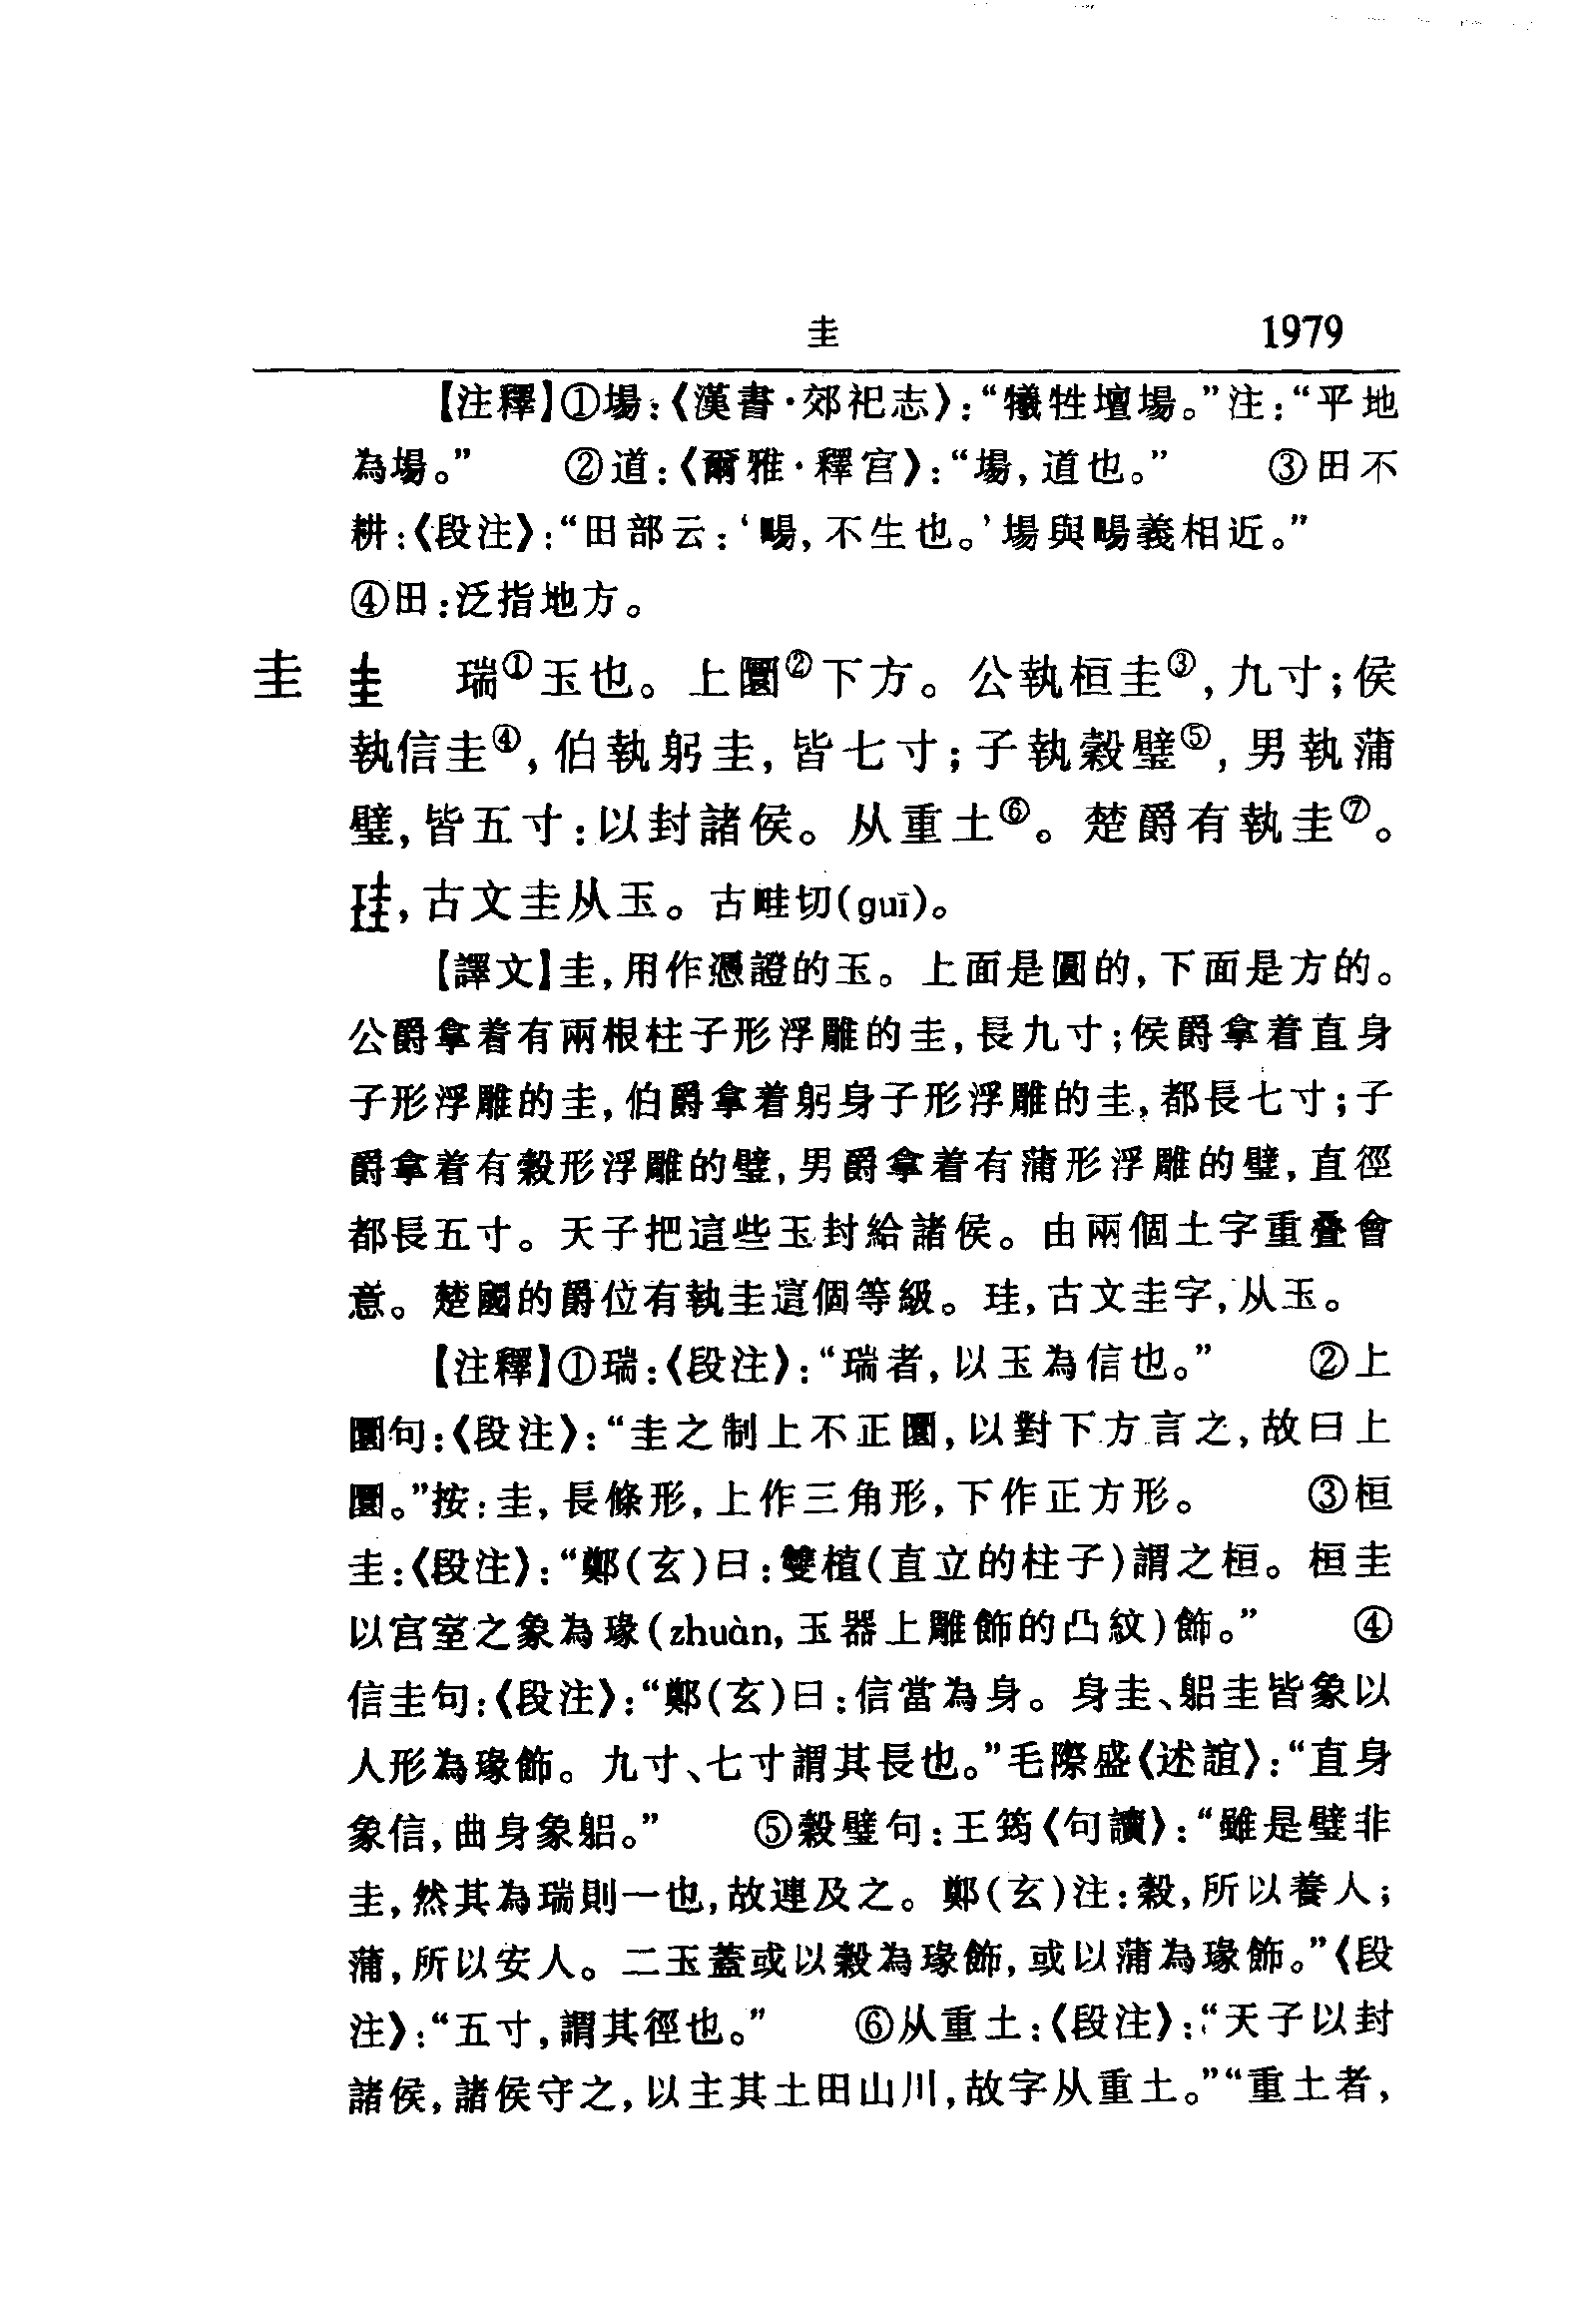 圭 1979
【注釋】①場:《漢書·郊祀志》:“犧牲壇場。”注:“平地
為場。” ②道:《爾雅·釋宫》:“場,道也。” ③田不
耕:《段注》:“田部云:‘畼,不生也。’場與畼義相近。”
④田:泛指地方。
圭 圭 瑞①玉也。上圜②下方。公執桓圭③,九寸;侯
執信圭④,伯執躬圭,皆七寸;子執穀璧⑤,男執蒲
璧,皆五寸:以封諸侯。从重土⑥。楚爵有執圭⑦。
珪,古文圭从玉。古畦切(guī)。
【譯文】圭,用作憑證的玉。上面是圓的,下面是方的。
公爵拿着有兩根柱子形浮雕的圭,長九寸;侯爵拿着直身
子形浮雕的圭,伯爵拿着躬身子形浮雕的圭,都長七寸;子
爵拿着有穀形浮雕的璧,男爵拿着有蒲形浮雕的璧,直徑
都長五寸。天子把這些玉封給諸侯。由兩個土字重叠會
意。楚國的爵位有執圭這個等級。珪,古文圭字,从玉。
【注釋】①瑞:《段注》:“瑞者,以玉為信也。” ②上
圜句:《段注》:“圭之制上不正圜,以對下方言之,故曰上
圜。”按:圭,長條形,上作三角形,下作正方形。 ③桓
圭:《段注》:“鄭(玄)曰:雙植(直立的柱子)謂之桓。桓圭
以宫室之象為瑑(zhuàn,玉器上雕飾的凸紋)飾。” ④
信圭句:《段注》:“鄭(玄)曰:信當為身。身圭、躳圭皆象以
人形為瑑飾。九寸、七寸謂其長也。”毛際盛《述誼》:“直身
象信,曲身象躳。” ⑤穀璧句:王筠《句讀》:“雖是璧非
圭,然其為瑞則一也,故連及之。鄭(玄)注:穀,所以養人;
蒲,所以安人。二玉蓋或以穀為瑑飾,或以蒲為瑑飾。”《段
注》:“五寸,謂其徑也。” ⑥从重土:《段注》:“天子以封
諸侯,諸侯守之,以主其土田山川,故字从重土。”“重土者,